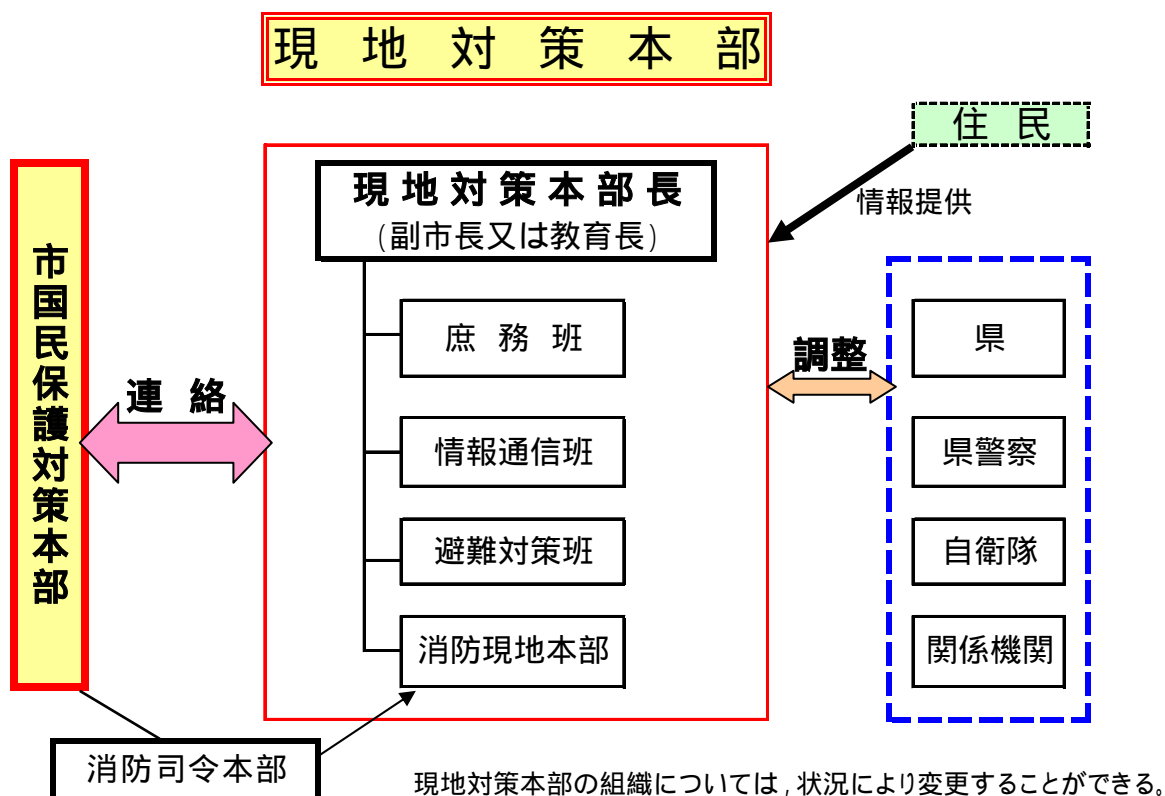 現地対策本部
住民
情報提供
市国民保護対策本部
連絡
現地対策本部長
(副市長又は教育長)
庶務班
情報通信班
避難対策班
消防現地本部
調整
県
県警察
自衛隊
関係機関
消防司令本部
現地対策本部の組織については,状況により変更することができる。